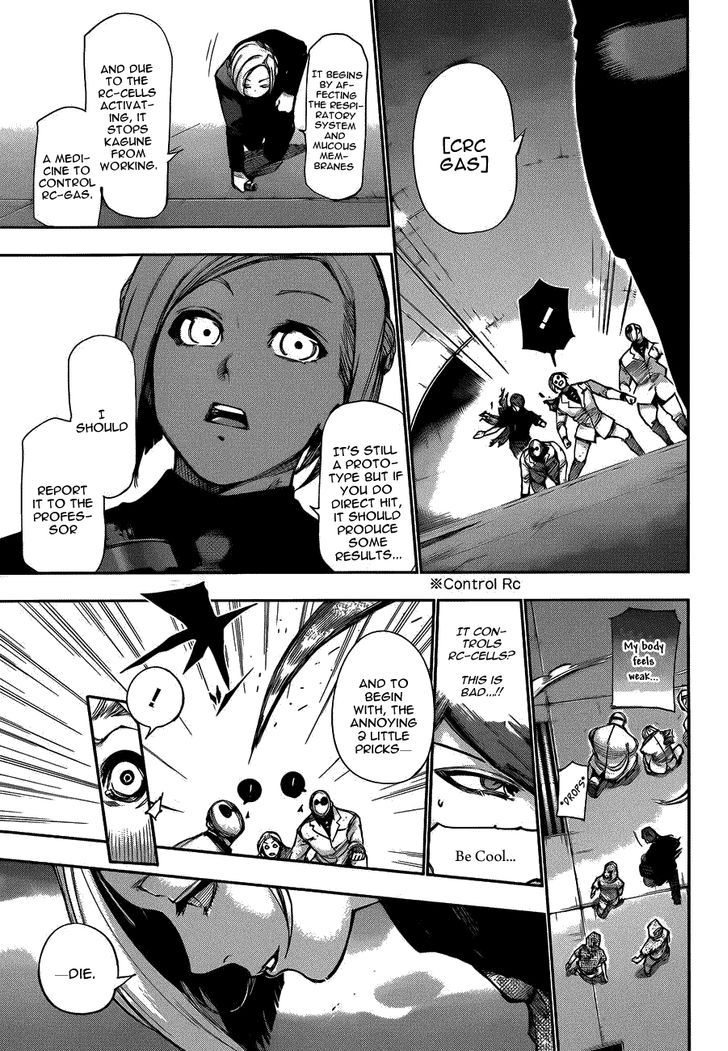 [CRC
GAS]
!
IT BEGINS
BY AF-
FECTING
THE RESPI-
RATORY
SYSTEM
AND
MUCOUS
MEM-
BRANES
AND DUE
TO THE
RC-CELLS
ACTIVAT-
ING, IT
STOPS
KAGUNE
FROM
WORKING.
A MEDI-
CINE TO
CONTROL
RC-GAS.
IT'S STILL
A PROTO-
TYPE BUT IF
YOU DO
DIRECT HIT,
IT SHOULD
PRODUCE
SOME
RESULTS...
I
SHOULD
REPORT
IT TO THE
PROFES-
SOR
※Control Rc
My body
feels
weak...
*DROPS*
IT CON-
TROLS
RC-CELLS?
THIS IS
BAD...!!
Be Cool...
AND TO
BEGIN
WITH, THE
ANNOYING
2 LITTLE
PRICKS—
!
!
!
—DIE.